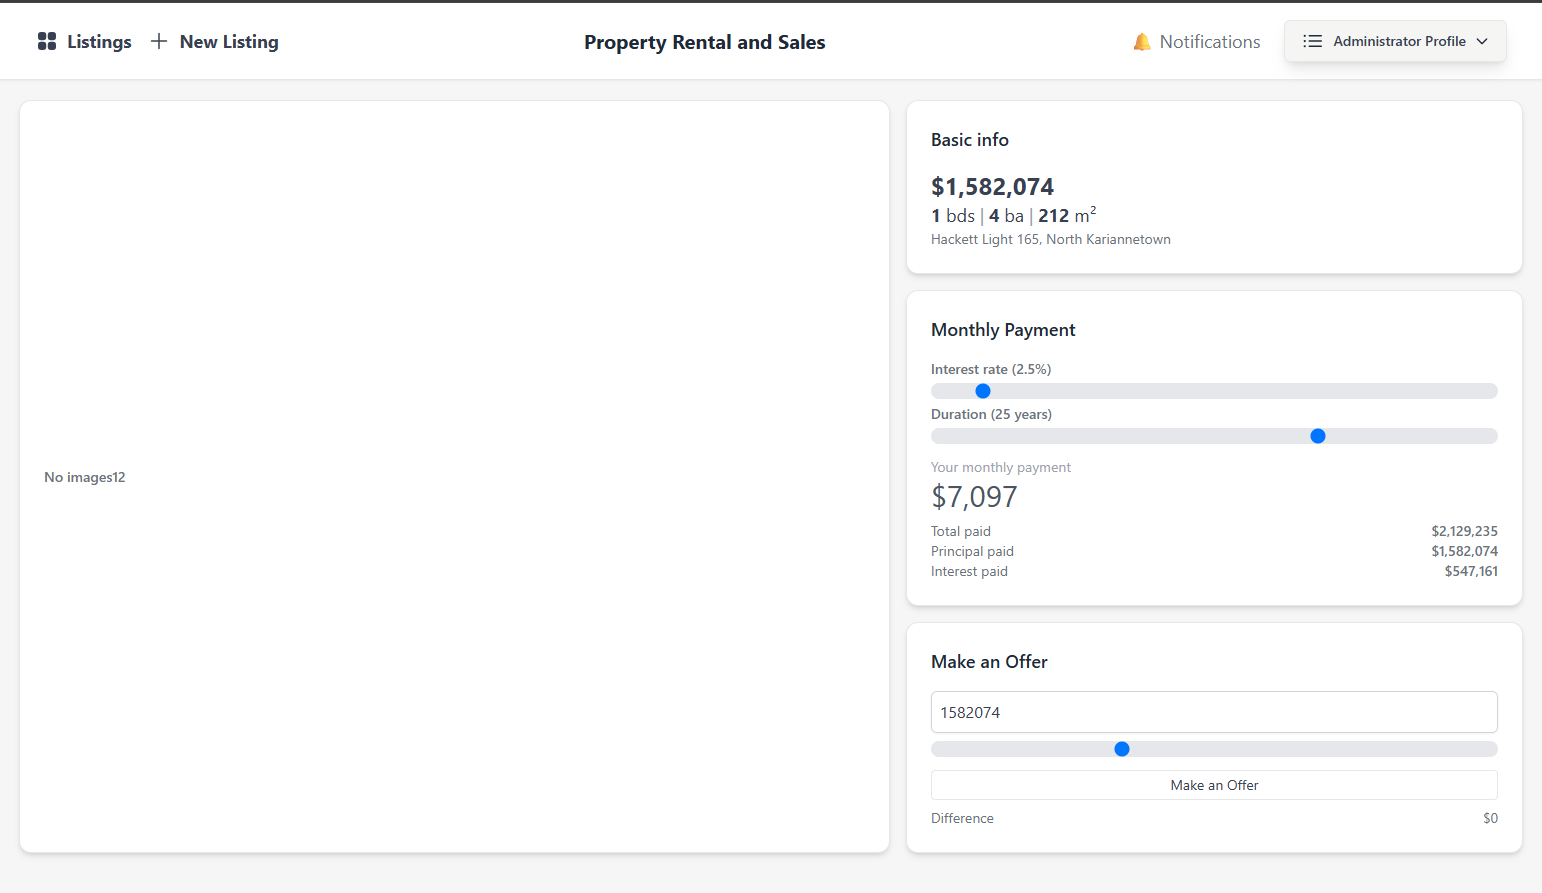 Listings
New Listing
Property Rental and Sales
Notifications
Administrator Profile
No images12
Basic info
$1,582,074
1 bds | 4 ba | 212 m²
Hackett Light 165, North Kariannetown
Monthly Payment
Interest rate (2.5%)
Duration (25 years)
Your monthly payment
$7,097
Total paid $2,129,235
Principal paid $1,582,074
Interest paid $547,161
Make an Offer
1582074
Make an Offer
Difference $0